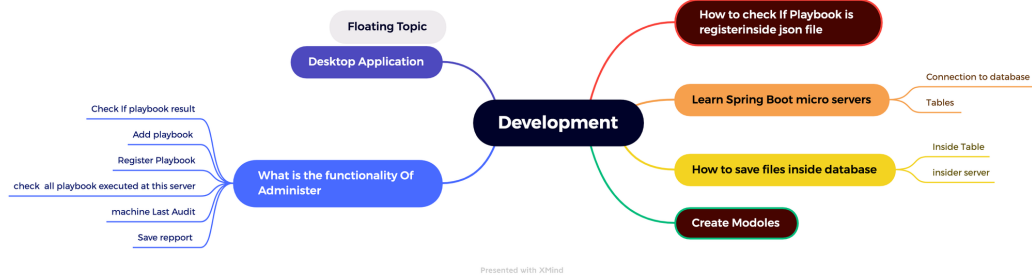 Floating Topic
Desktop Application
Development
How to check If Playbook is
registerinside json file
Learn Spring Boot micro servers
Connection to database
Tables
How to save files inside database
Inside Table
insider server
Create Modoles
What is the functionality Of
Administer
Check If playbook result
Add playbook
Register Playbook
check all playbook executed at this server
machine Last Audit
Save repport
Presented with XMind